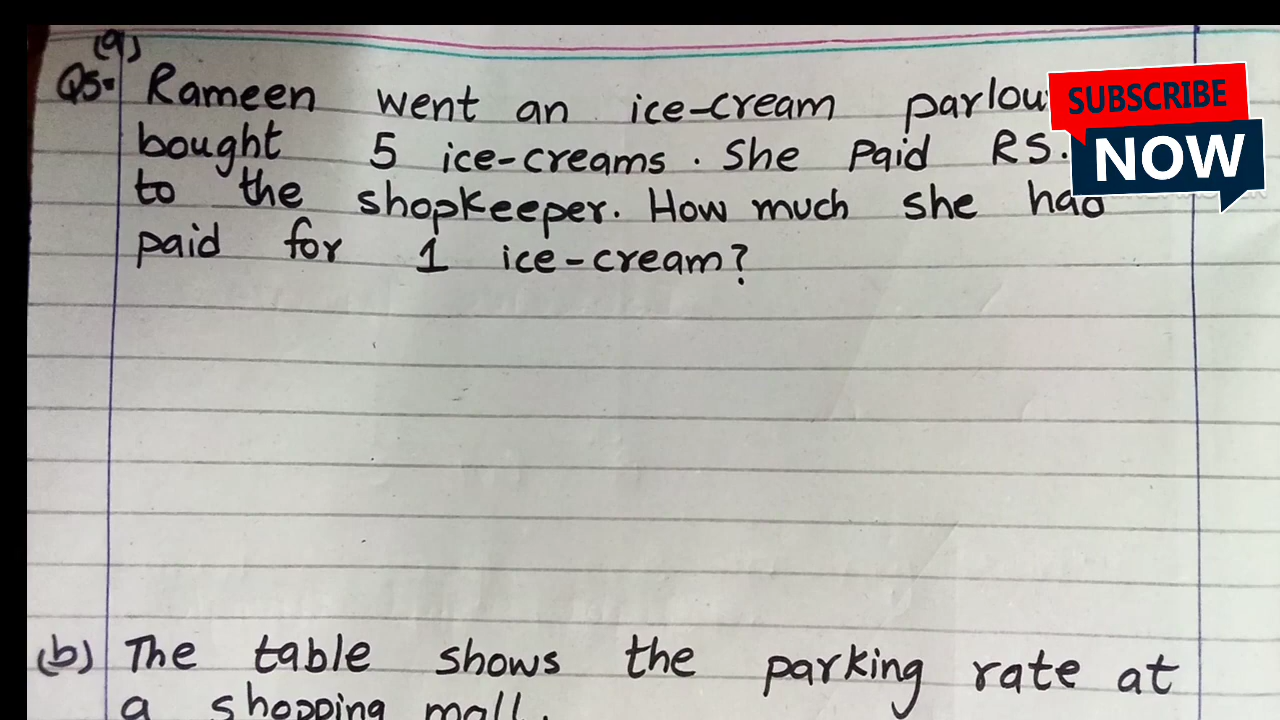 (a)
Q5. Rameen went an ice-cream parlou
bought 5 ice-creams. She Paid RS.
to the shopkeeper. How much she had
paid for 1 ice-cream?
(b) The table shows the parking rate at
a shopping mall.
SUBSCRIBE
NOW